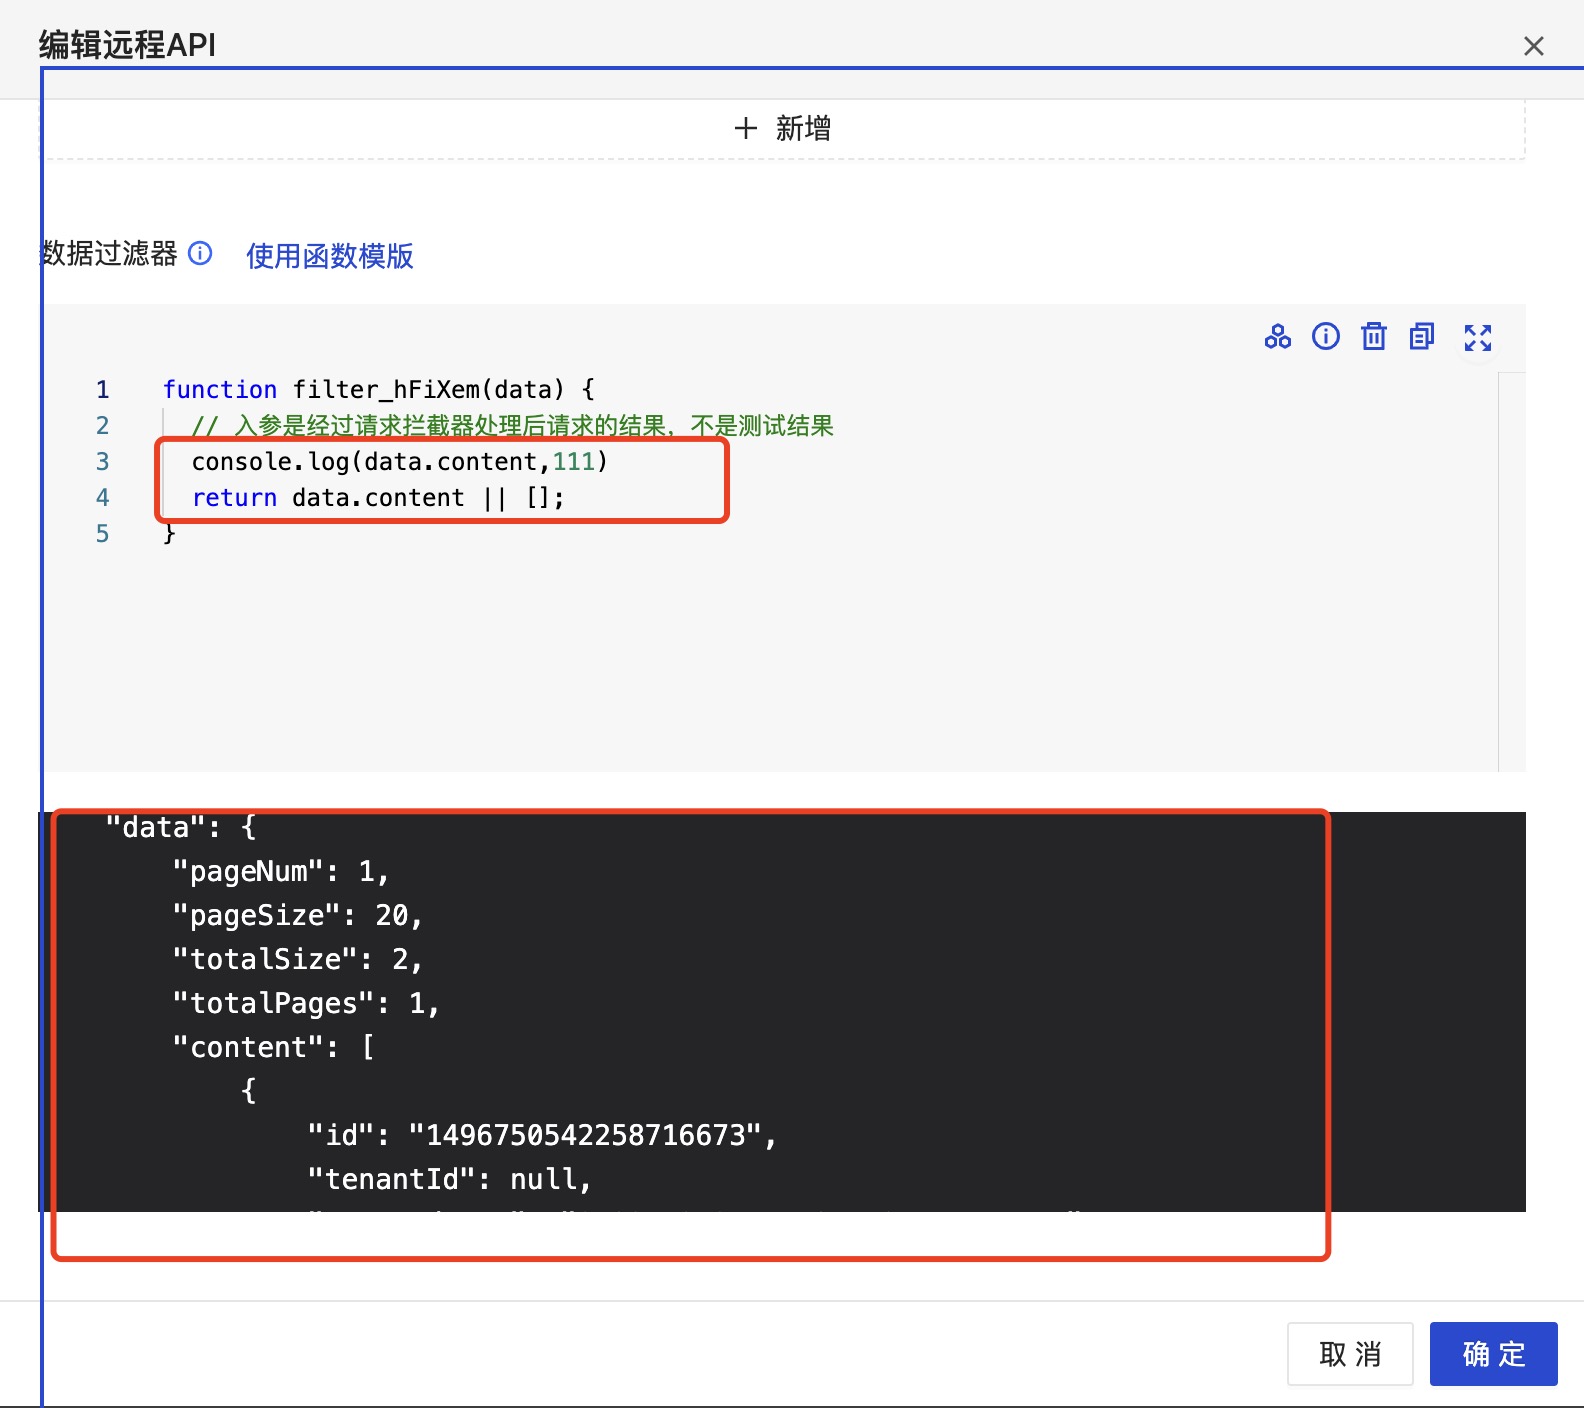 编辑远程API
新增
数据过滤器 使用函数模版
1 function filter_hFiXem(data) {
2 // 入参是经过请求拦截器处理后请求的结果，不是测试结果
3 console.log(data.content,111)
4 return data.content || [];
5 }
"data": {
"pageNum": 1,
"pageSize": 20,
"totalSize": 2,
"totalPages": 1,
"content": [
{
"id": "1496750542258716673",
"tenantId": null,
取 消 确 定